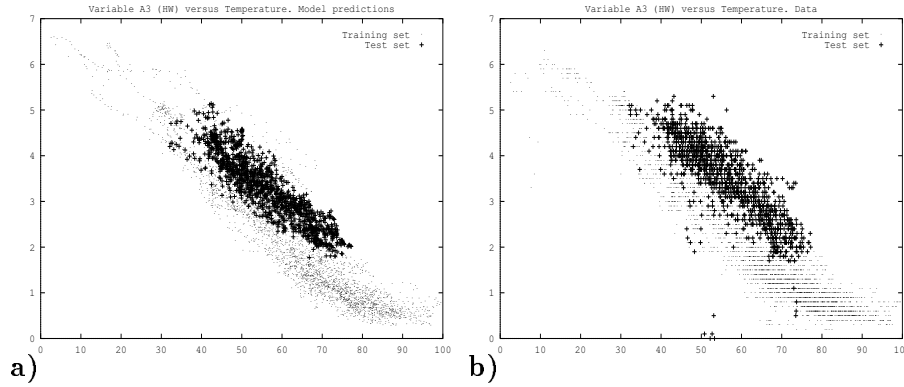 Variable A3 (HW) versus Temperature. Model predictions
Training set
Test set
7
6
5
4
3
2
1
0
0 10 20 30 40 50 60 70 80 90 100
a)
Variable A3 (HW) versus Temperature. Data
Training set
Test set
7
6
5
4
3
2
1
0
0 10 20 30 40 50 60 70 80 90 100
b)